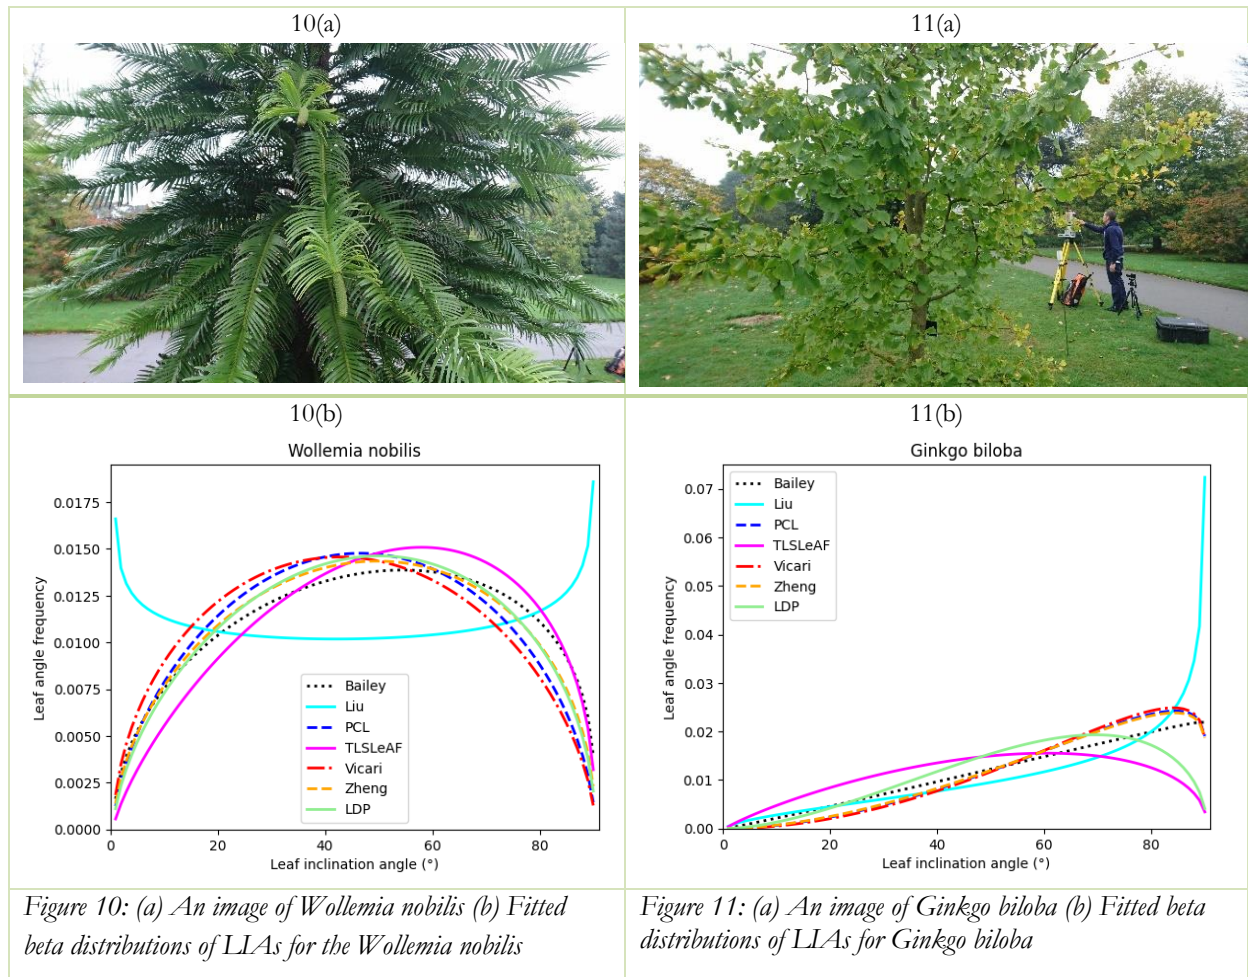 10(a)
11(a)
10(b)
Wollemia nobilis
0.0175
0.0150
0.0125
0.0100
0.0075
0.0050
0.0025
0.0000
Leaf angle frequency
Bailey
Liu
PCL
TLSLeAF
Vicari
Zheng
LDP
0 20 40 60 80
Leaf inclination angle (°)
11(b)
Ginkgo biloba
0.07
0.06
0.05
0.04
0.03
0.02
0.01
0.00
Leaf angle frequency
Bailey
Liu
PCL
TLSLeAF
Vicari
Zheng
LDP
0 20 40 60 80
Leaf inclination angle (°)
Figure 10: (a) An image of Wollemia nobilis (b) Fitted
beta distributions of LIAs for the Wollemia nobilis
Figure 11: (a) An image of Ginkgo biloba (b) Fitted beta
distributions of LIAs for Ginkgo biloba